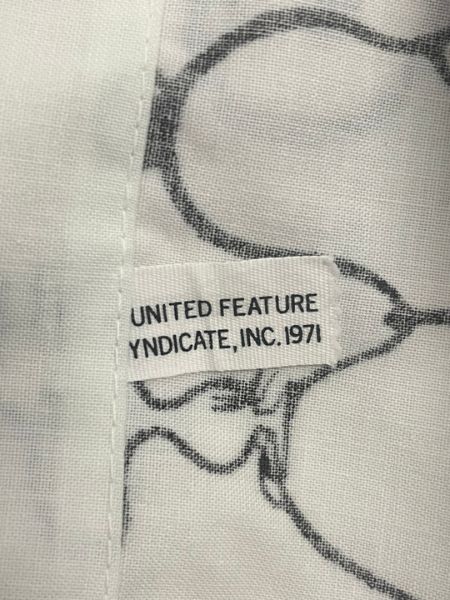 UNITED FEATURE
YNDICATE, INC. 1971